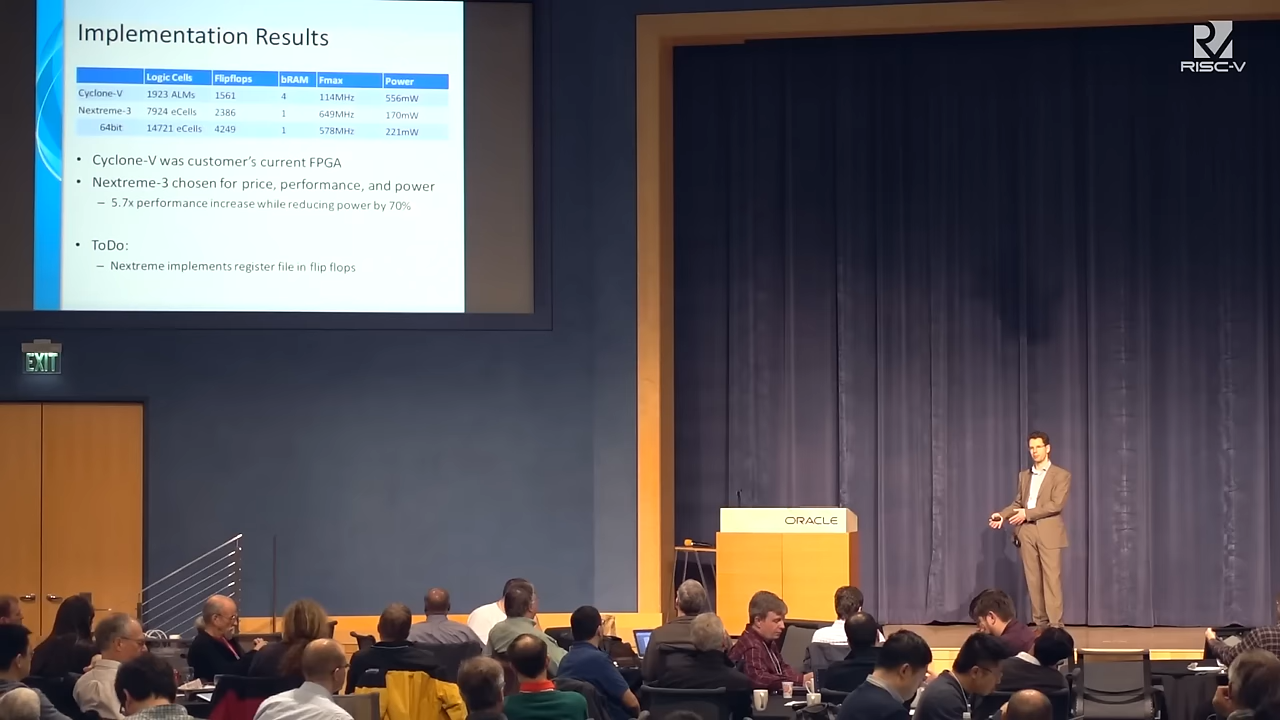 Implementation Results
Logic Cells Flipflops bRAM Fmax Power
Cyclone-V 1923 ALMs 1561 4 114MHz 556mW
Nextreme-3 7924 eCells 2386 1 649MHz 170mW
64bit 14721 eCells 4249 1 578MHz 221mW
• Cyclone-V was customer's current FPGA
• Nextreme-3 chosen for price, performance, and power
– 5.7x performance increase while reducing power by 70%
• ToDo:
– Nextreme implements register file in flip flops
RISC-V
EXIT
ORACLE